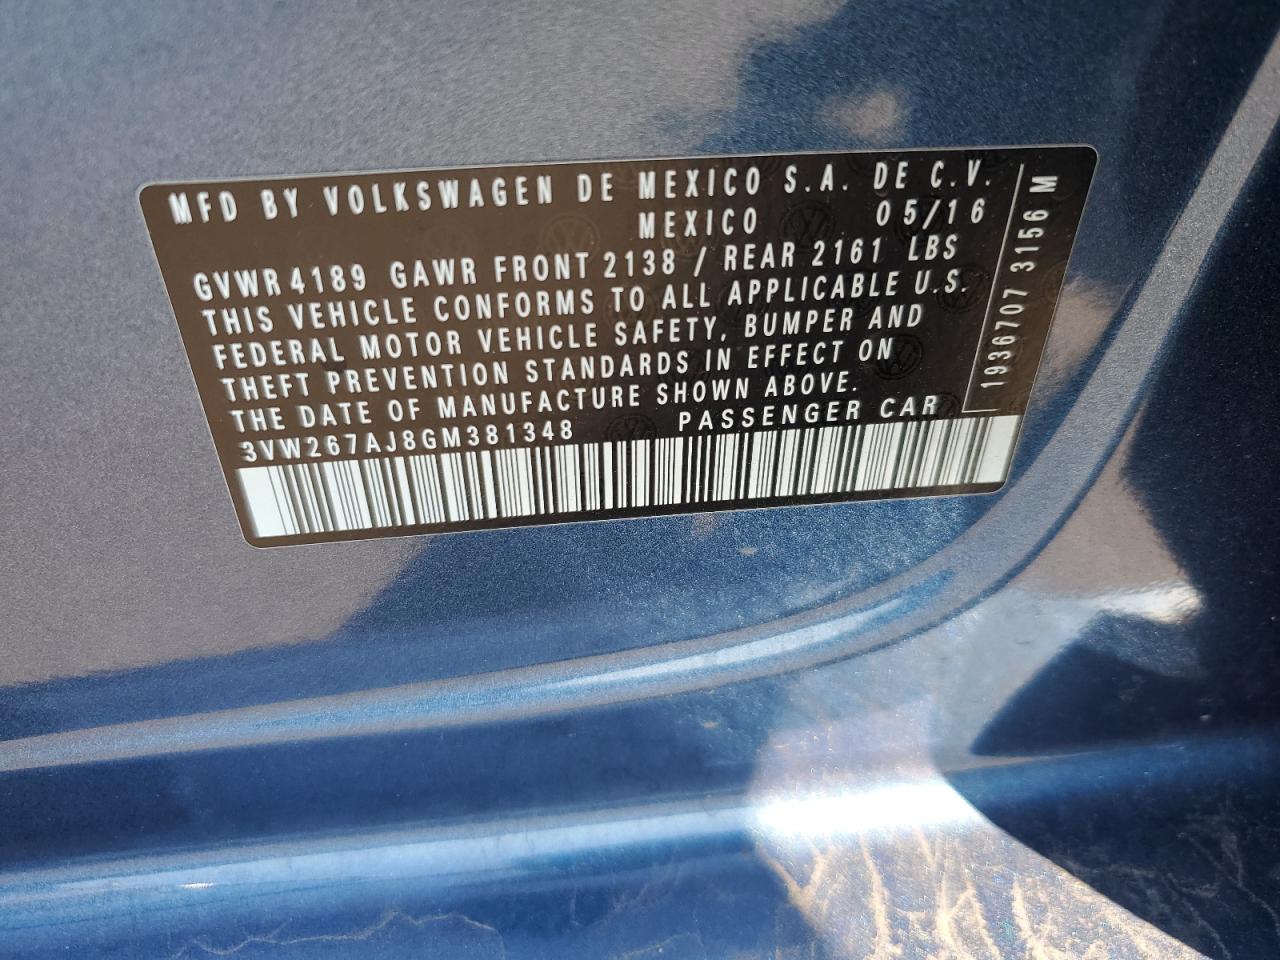 MFD BY VOLKSWAGEN DE MEXICO S.A. DE C.V.
MEXICO 05/16
GVWR 4189 GAWR FRONT 2138 / REAR 2161 LBS
THIS VEHICLE CONFORMS TO ALL APPLICABLE U.S.
FEDERAL MOTOR VEHICLE SAFETY, BUMPER AND
THEFT PREVENTION STANDARDS IN EFFECT ON
THE DATE OF MANUFACTURE SHOWN ABOVE.
3VW267AJ8GM381348 PASSENGER CAR
1936707 3156 M